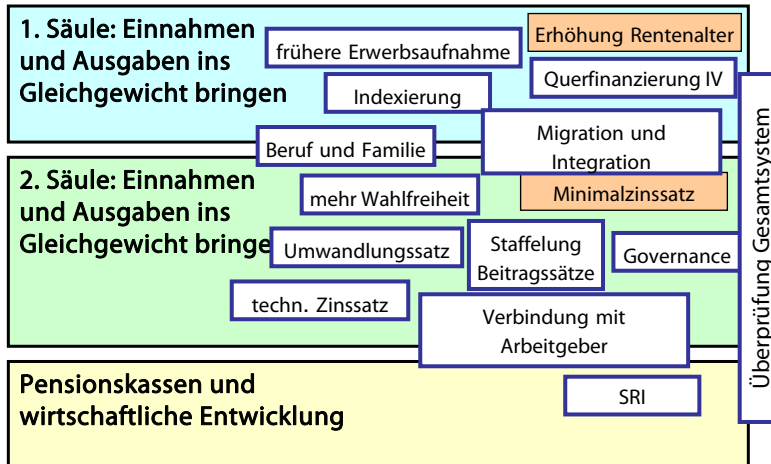 1. Säule: Einnahmen
und Ausgaben ins
Gleichgewicht bringen
frühere Erwerbsaufnahme
Erhöhung Rentenalter
Querfinanzierung IV
Indexierung
Migration und
Integration
Beruf und Familie
2. Säule: Einnahmen
und Ausgaben ins
Gleichgewicht bringe
mehr Wahlfreiheit
Minimalzinssatz
Umwandlungssatz
Staffelung
Beitragssätze
Governance
techn. Zinssatz
Verbindung mit
Arbeitgeber
Pensionskassen und
wirtschaftliche Entwicklung
SRI
Überprüfung Gesamtsystem